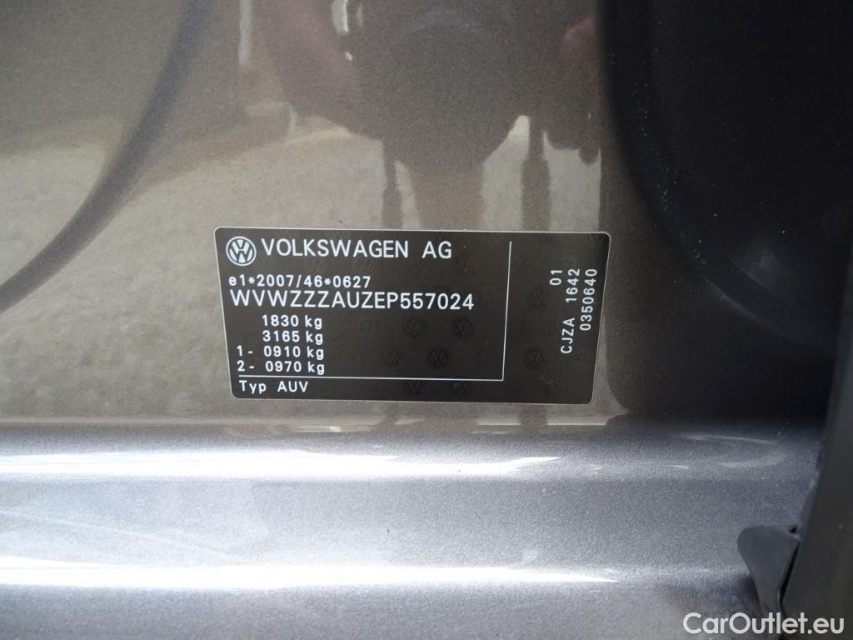 VOLKSWAGEN AG
e1*2007/46*0627
WVWZZZAUZEP557024
1830 kg
3165 kg
1- 0910 kg
2- 0970 kg
Typ AUV
01
CJZA 1642
0350640
CarOutlet.eu